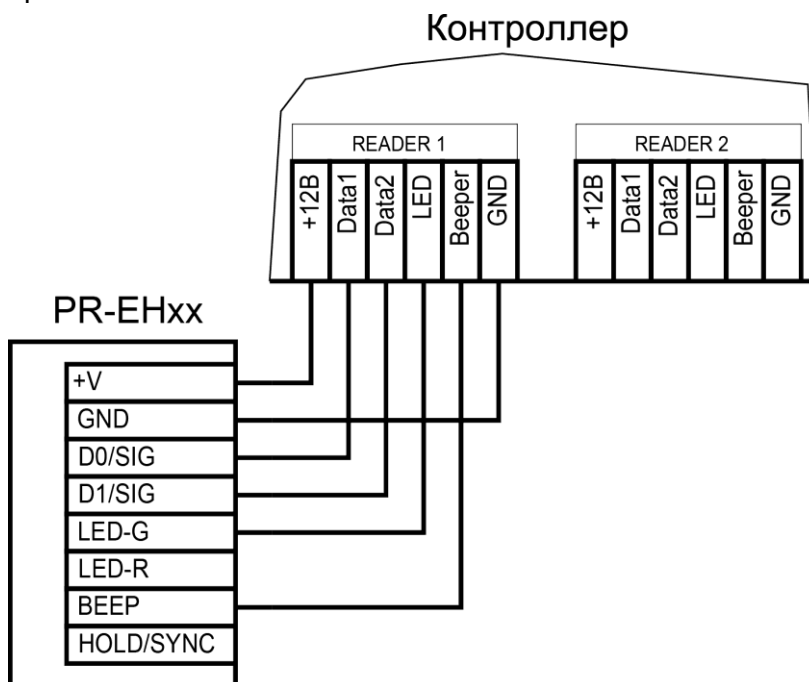 Контроллер
READER 1
READER 2
+12В
Data1
Data2
LED
Beeper
GND
+12В
Data1
Data2
LED
Beeper
GND
PR-EHxx
+V
GND
D0/SIG
D1/SIG
LED-G
LED-R
BEEP
HOLD/SYNC